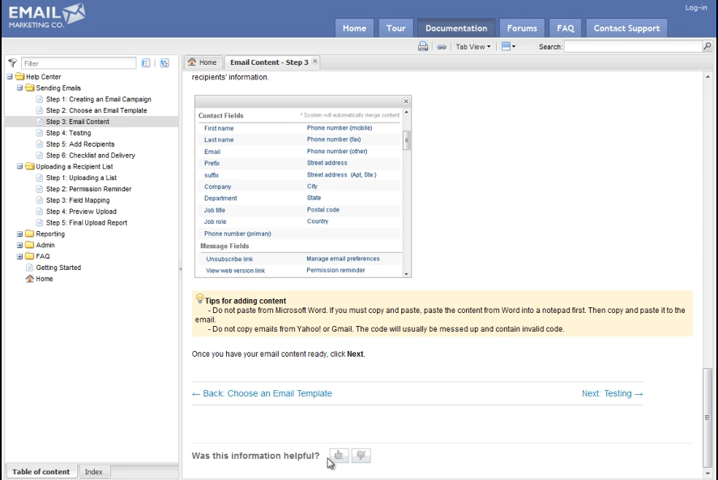 EMAIL
MARKETING CO.
Log-in
Home Tour Documentation Forums FAQ Contact Support
Tab View Search:
Filter
Help Center
Sending Emails
Step 1: Creating an Email Campaign
Step 2: Choose an Email Template
Step 3: Email Content
Step 4: Testing
Step 5: Add Recipients
Step 6: Checklist and Delivery
Uploading a Recipient List
Step 1: Uploading a List
Step 2: Permission Reminder
Step 3: Field Mapping
Step 4: Preview Upload
Step 5: Final Upload Report
Reporting
Admin
FAQ
Getting Started
Home
Table of content Index
Home Email Content - Step 3
recipients' information.
Contact Fields * System will automatically merge content
First name Phone number (mobile)
Last name Phone number (fax)
Email Phone number (other)
Prefix Street address
suffix Street address (Apt, Ste.)
Company City
Department State
Job title Postal code
Job role Country
Phone number (primary)
Message Fields
Unsubscribe link Manage email preferences
View web version link Permission reminder
Tips for adding content
- Do not paste from Microsoft Word. If you must copy and paste, paste the content from Word into a notepad first. Then copy and paste it to the
email.
- Do not copy emails from Yahoo! or Gmail. The code will usually be messed up and contain invalid code.
Once you have your email content ready, click Next.
← Back: Choose an Email Template Next: Testing →
Was this information helpful?